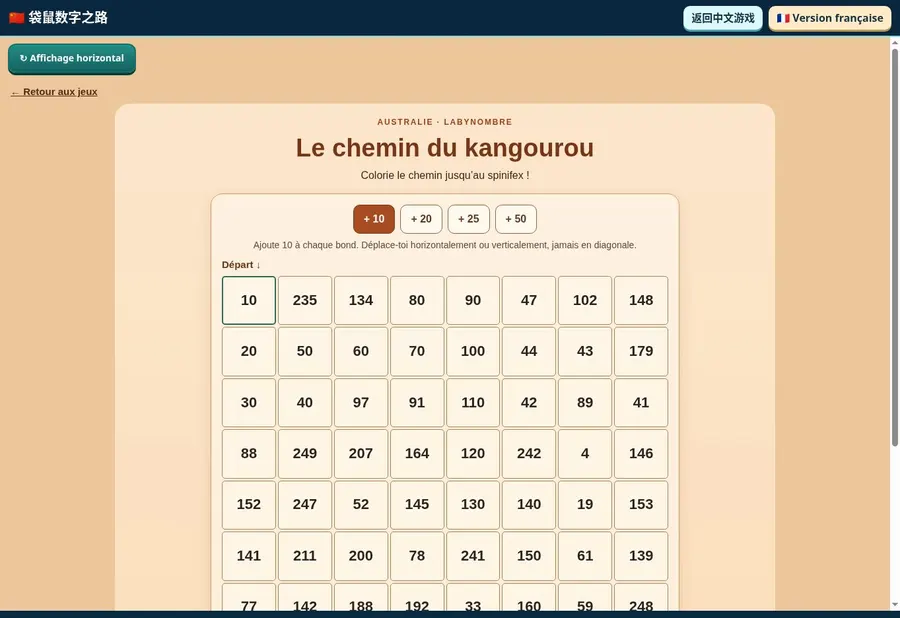 🇨🇳 袋鼠数字之路
返回中文游戏
🇫🇷 Version française
↻ Affichage horizontal
← Retour aux jeux
AUSTRALIE · LABYNOMBRE
Le chemin du kangourou
Colorie le chemin jusqu'au spinifex !
+ 10 + 20 + 25 + 50
Ajoute 10 à chaque bond. Déplace-toi horizontalement ou verticalement, jamais en diagonale.
Départ ↓
10 235 134 80 90 47 102 148
20 50 60 70 100 44 43 179
30 40 97 91 110 42 89 41
88 249 207 164 120 242 4 146
152 247 52 145 130 140 19 153
141 211 200 78 241 150 61 139
77 142 188 192 33 160 59 248